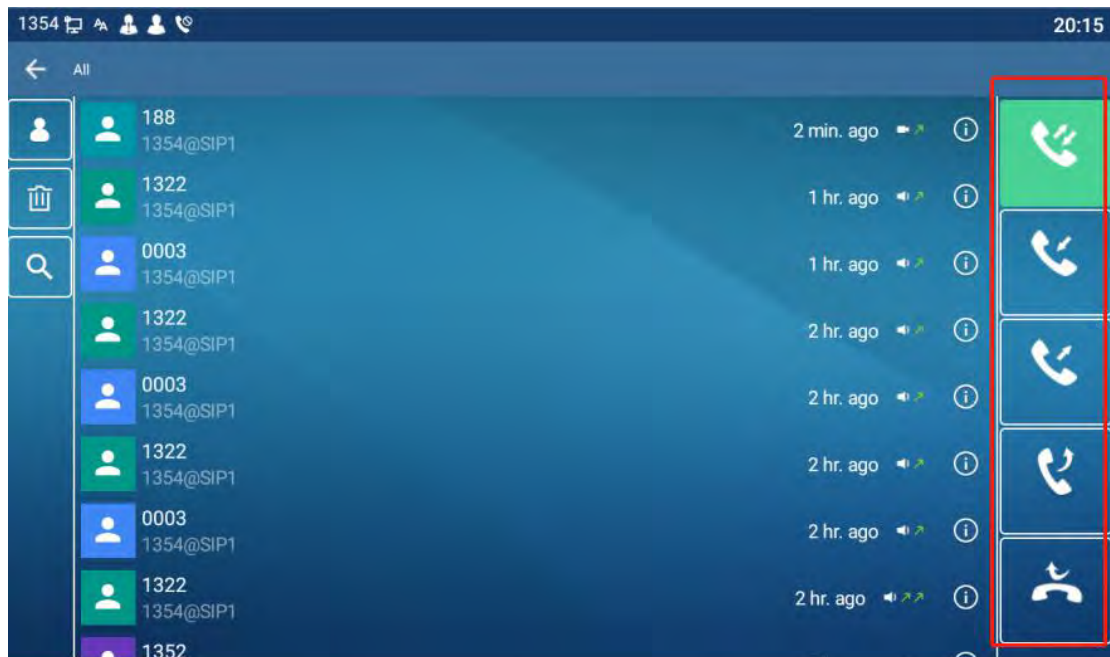 1354
20:15
All
188
1354@SIP1
2 min. ago
1322
1354@SIP1
1 hr. ago
0003
1354@SIP1
1 hr. ago
1322
1354@SIP1
2 hr. ago
0003
1354@SIP1
2 hr. ago
1322
1354@SIP1
2 hr. ago
0003
1354@SIP1
2 hr. ago
1322
1354@SIP1
2 hr. ago
1352